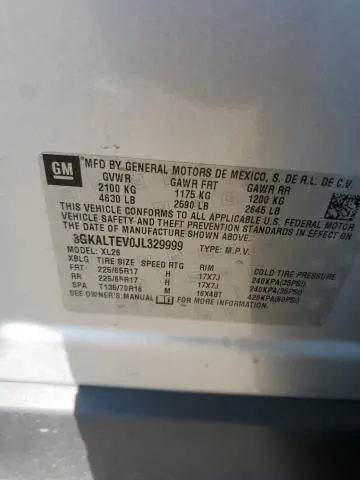 GM
MFD BY GENERAL MOTORS DE MEXICO, S. DE R.L. DE C.V.
GVWR GAWR FRT GAWR RR
2100 KG 1175 KG 1200 KG
4630 LB 2590 LB 2645 LB
THIS VEHICLE CONFORMS TO ALL APPLICABLE U.S. FEDERAL MOTOR
VEHICLE SAFETY AND THEFT PREVENTION STANDARDS IN EFFECT ON
THE DATE OF MANUFACTURE SHOWN ABOVE.
3GKALTEV0JL329999 TYPE: M.P.V.
MODEL: XL26
XBLG TIRE SIZE SPEED RTG RIM COLD TIRE PRESSURE
FRT 225/65R17 H 17X7J 240KPA(35PSI)
RR 225/65R17 H 17X7J 240KPA(35PSI)
SPA T135/70R16 M 16X4BT 420KPA(60PSI)
SEE OWNER'S MANUAL FOR MORE INFORMATION.